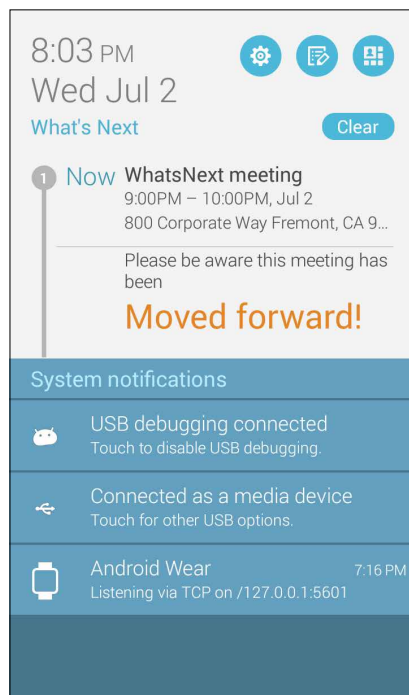 8:03 PM
Wed Jul 2
What's Next
Clear
1 Now WhatsNext meeting
9:00PM – 10:00PM, Jul 2
800 Corporate Way Fremont, CA 9...
Please be aware this meeting has
been
Moved forward!
System notifications
USB debugging connected
Touch to disable USB debugging.
Connected as a media device
Touch for other USB options.
Android Wear 7:16 PM
Listening via TCP on /127.0.0.1:5601